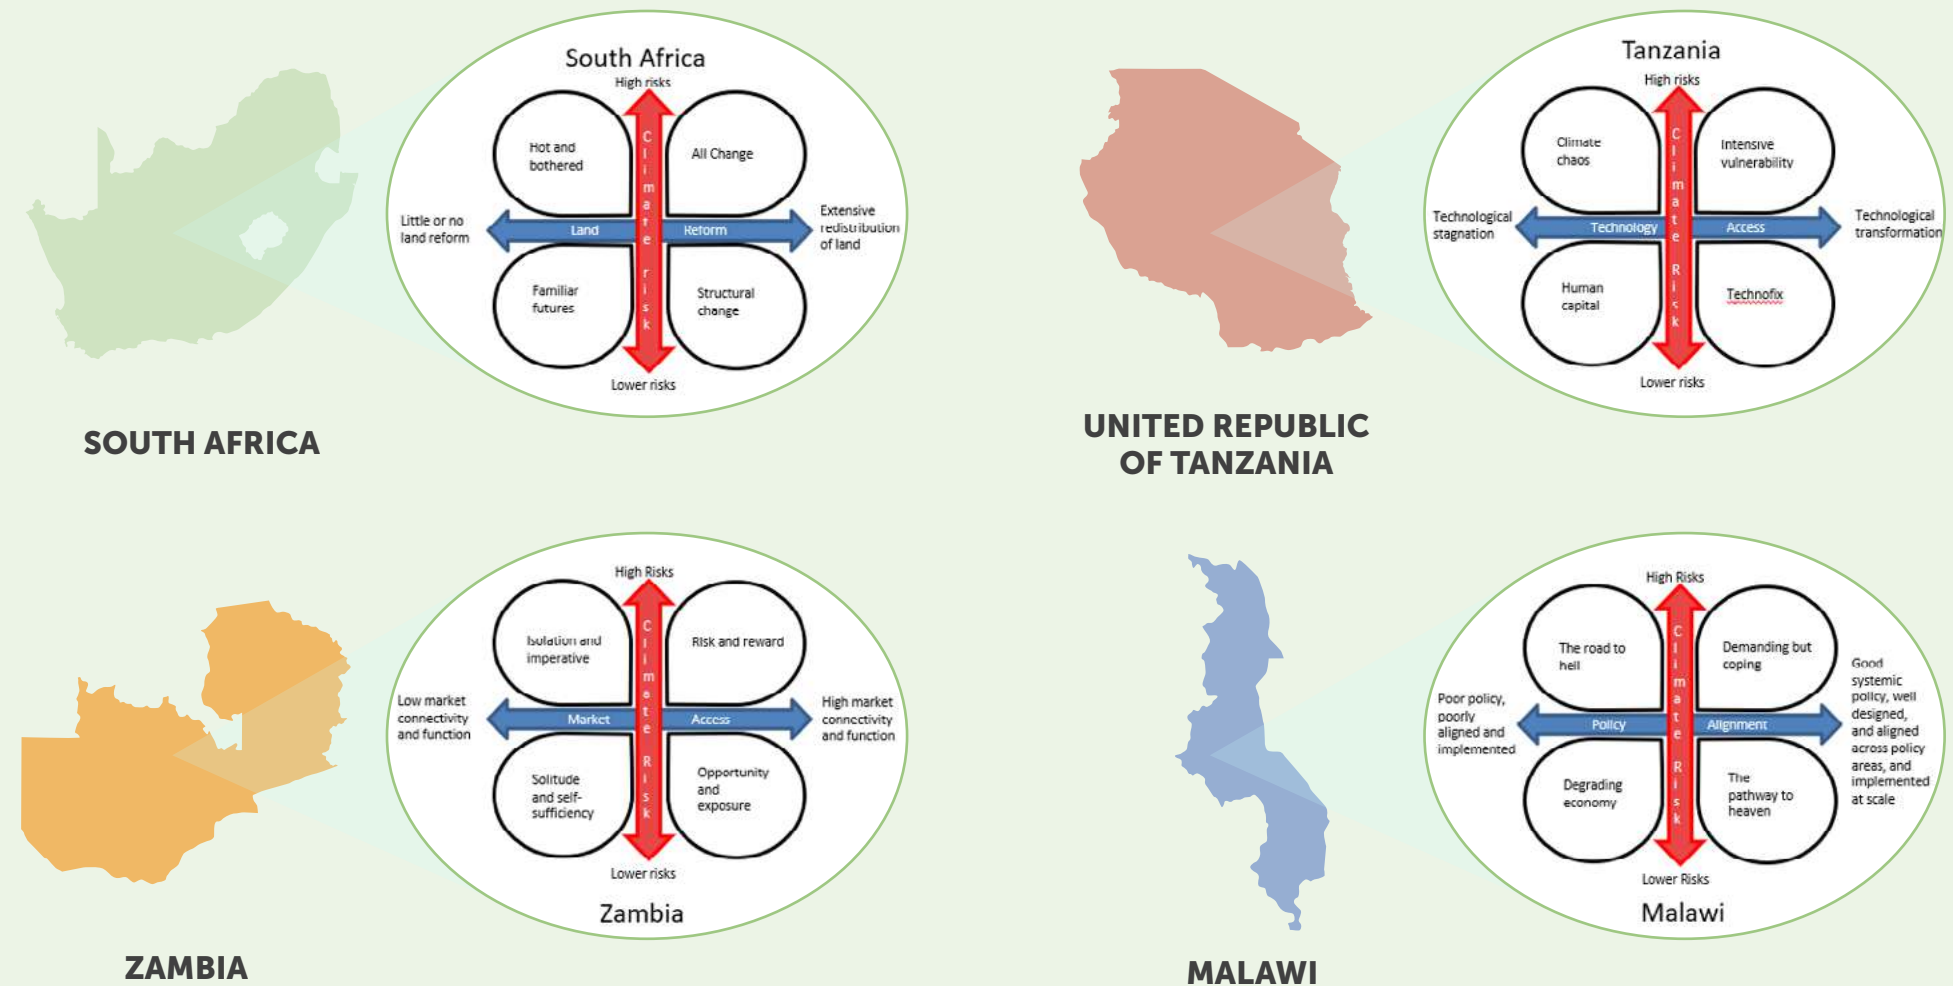 South Africa
High risks
Hot and
bothered
All Change
Climate risk
Little or no
land reform
Land
Reform
Extensive
redistribution
of land
Familiar
futures
Structural
change
Lower risks
SOUTH AFRICA
Tanzania
High risks
Climate
chaos
Intensive
vulnerability
Climate Risk
Technological
stagnation
Technology
Access
Technological
transformation
Human
capital
Technofix
Lower risks
UNITED REPUBLIC
OF TANZANIA
High Risks
Isolation and
imperative
Risk and reward
Climate Risk
Low market
connectivity
and function
Market
Access
High market
connectivity
and function
Solitude
and self-
sufficiency
Opportunity
and
exposure
Lower risks
Zambia
ZAMBIA
High Risks
The road to
hell
Demanding but
coping
Climate Risk
Poor policy,
poorly
aligned and
implemented
Policy
Alignment
Good
systemic
policy, well
designed,
and aligned
across policy
areas, and
implemented
at scale
Degrading
economy
The
pathway to
heaven
Lower Risks
Malawi
MALAWI